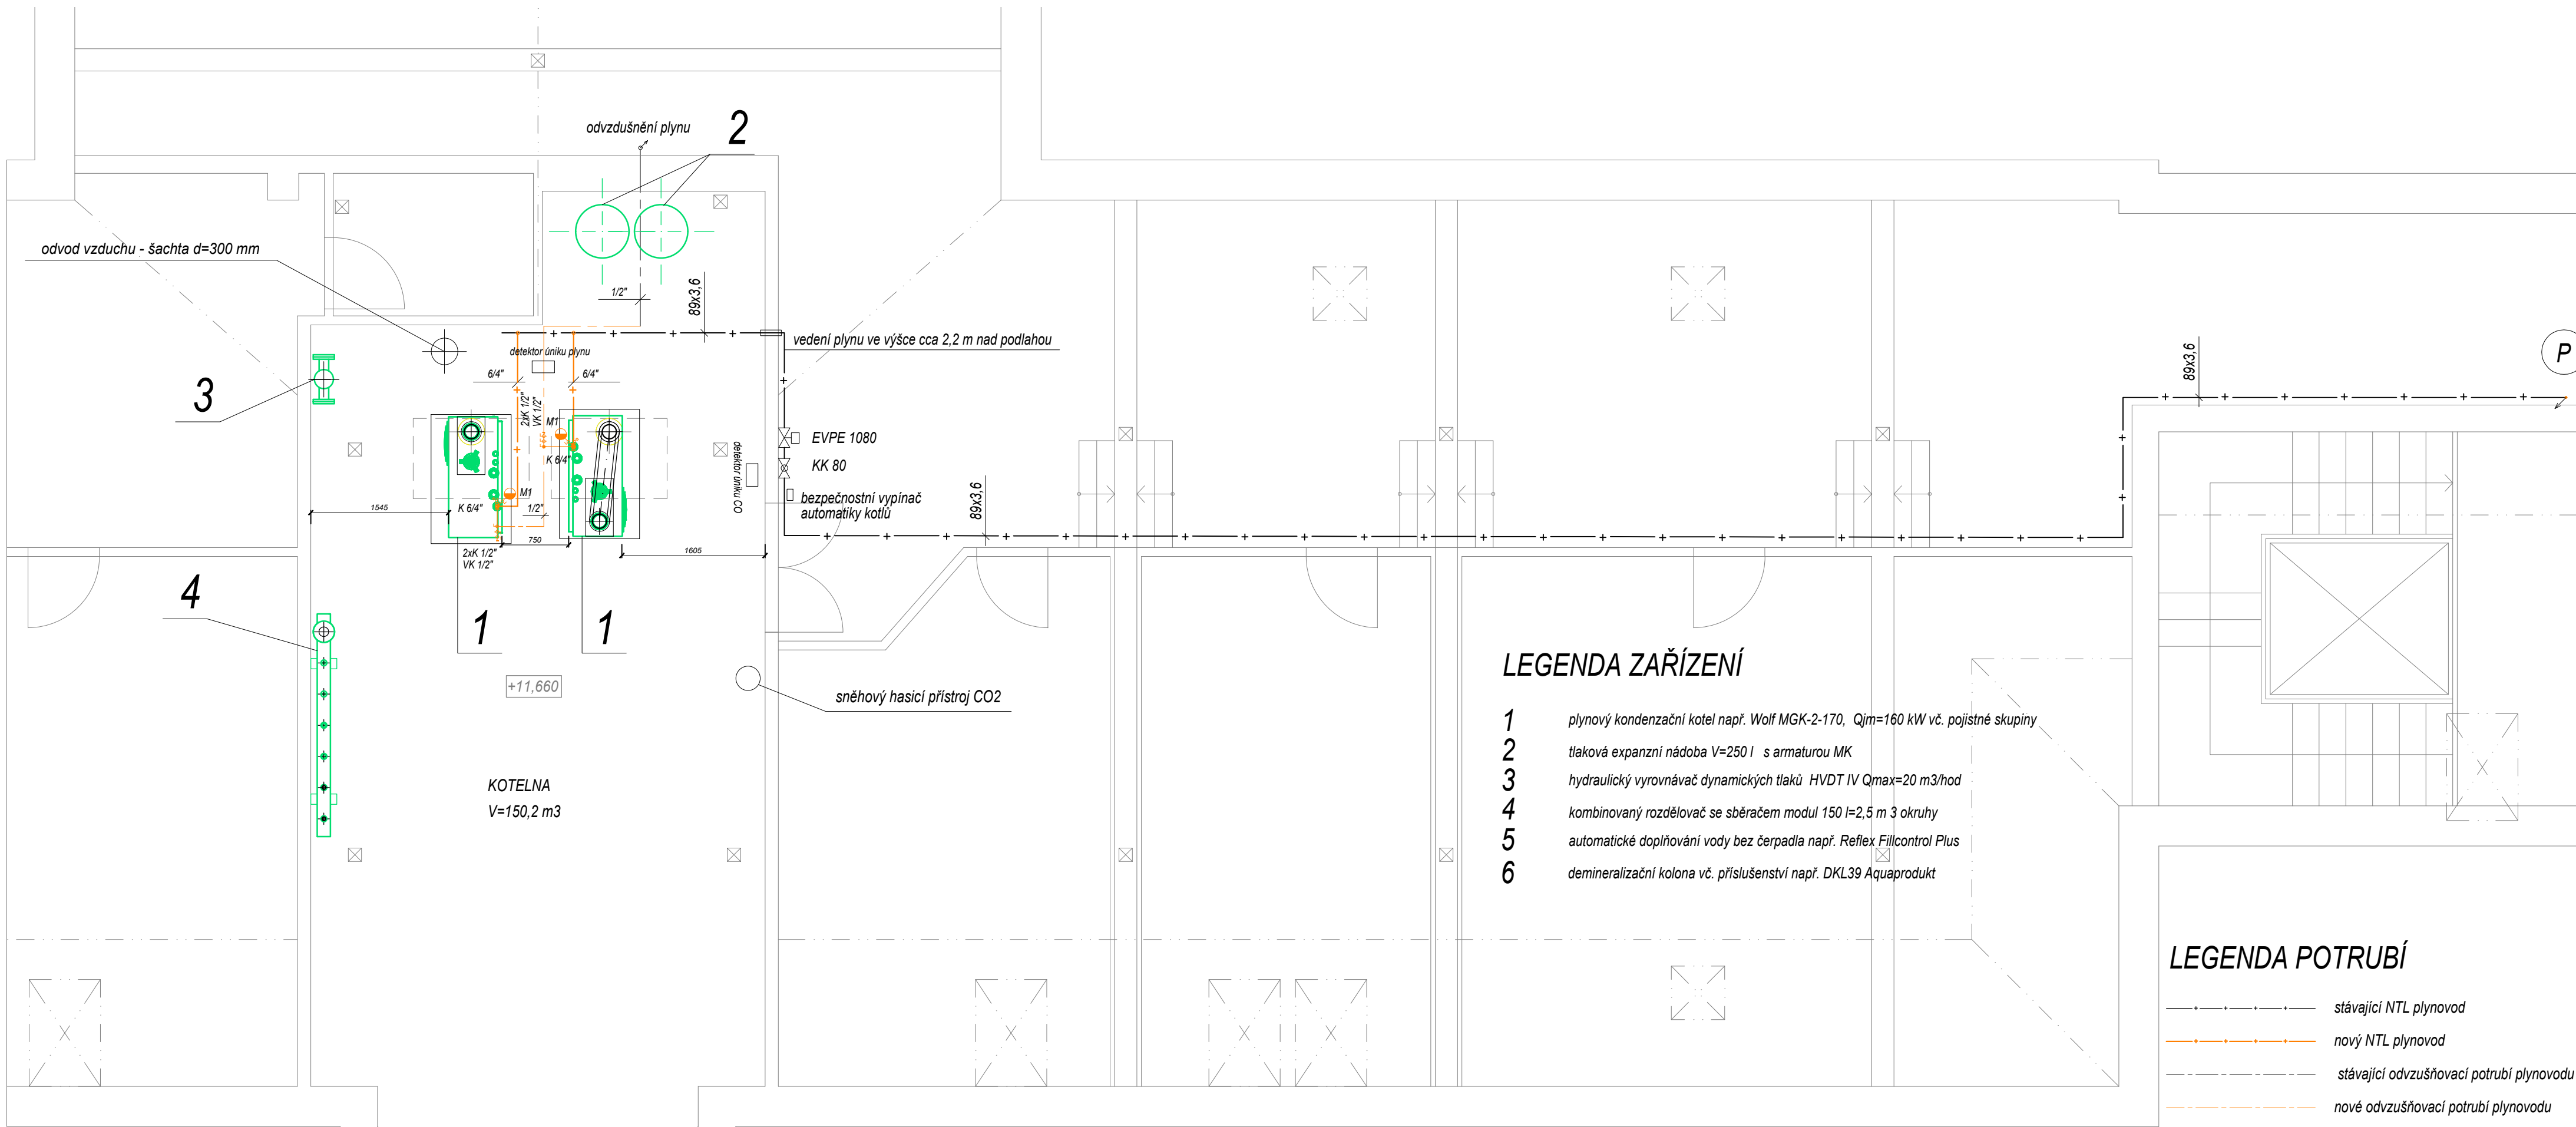 odvzdušnění plynu
2
odvod vzduchu - šachta d=300 mm
1/2"
89x3,6
vedení plynu ve výšce cca 2,2 m nad podlahou
detektor úniku plynu
6/4"
6/4"
3
2xK 1/2"
VK 1/2"
M1
K 6/4"
detektor úniku CO
EVPE 1080
KK 80
bezpečnostní vypínač
automatiky kotlů
89x3,6
89x3,6
P
M1
K 6/4"
1/2"
1545
750
1605
2xK 1/2"
VK 1/2"
4
1
1
+11,660
sněhový hasicí přístroj CO2
KOTELNA
V=150,2 m3
LEGENDA ZAŘÍZENÍ
1 plynový kondenzační kotel např. Wolf MGK-2-170, Qjm=160 kW vč. pojistné skupiny
2 tlaková expanzní nádoba V=250 l s armaturou MK
3 hydraulický vyrovnávač dynamických tlaků HVDT IV Qmax=20 m3/hod
4 kombinovaný rozdělovač se sběračem modul 150 l=2,5 m 3 okruhy
5 automatické doplňování vody bez čerpadla např. Reflex Fillcontrol Plus
6 demineralizační kolona vč. příslušenství např. DKL39 Aquaprodukt
LEGENDA POTRUBÍ
stávající NTL plynovod
nový NTL plynovod
stávající odvzušňovací potrubí plynovodu
nové odvzušňovací potrubí plynovodu